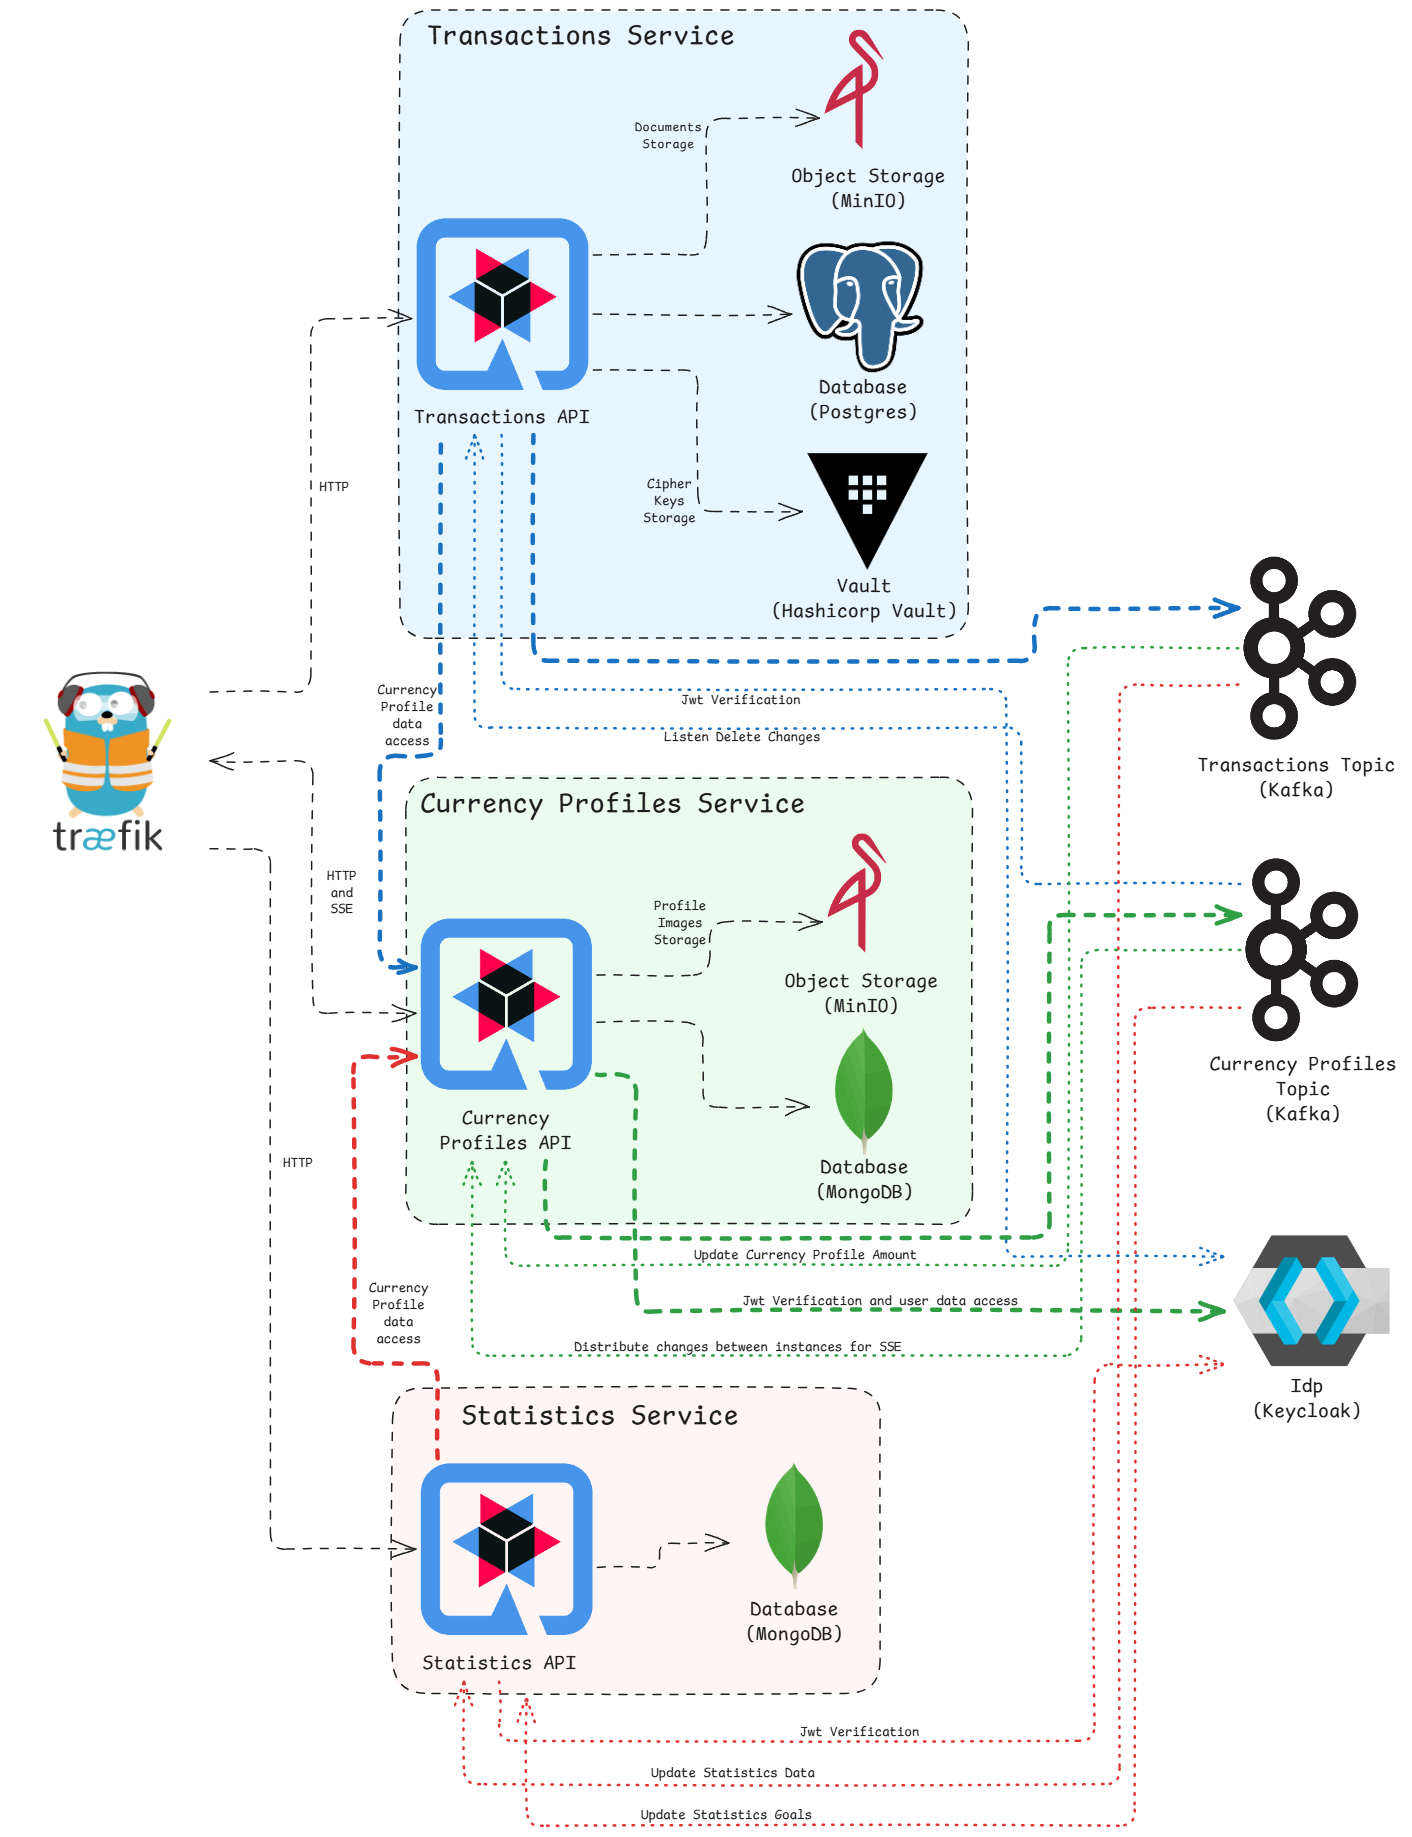 Transactions Service
Documents
Storage
Object Storage
(MinIO)
Database
(Postgres)
Transactions API
Cipher
Keys
Storage
Vault
(Hashicorp Vault)
HTTP
træfik
Currency
Profile
data
access
Jwt Verification
Listen Delete Changes
Transactions Topic
(Kafka)
Currency Profiles Service
HTTP
and
SSE
Profile
Images
Storage
Object Storage
(MinIO)
Currency
Profiles API
Database
(MongoDB)
Currency Profiles
Topic
(Kafka)
HTTP
Update Currency Profile Amount
Jwt Verification and user data access
Distribute changes between instances for SSE
Currency
Profile
data
access
Idp
(Keycloak)
Statistics Service
Database
(MongoDB)
Statistics API
Jwt Verification
Update Statistics Data
Update Statistics Goals